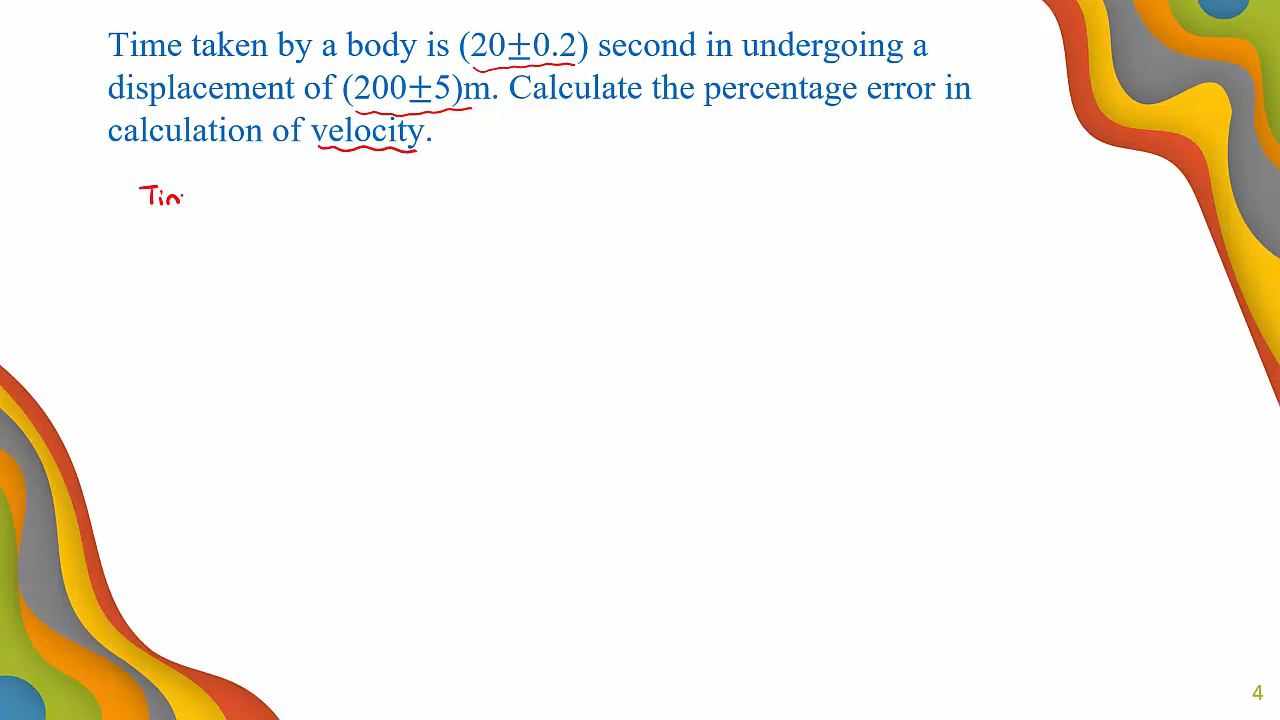 Time taken by a body is (20±0.2) second in undergoing a
displacement of (200±5)m. Calculate the percentage error in
calculation of velocity.
Tin
4